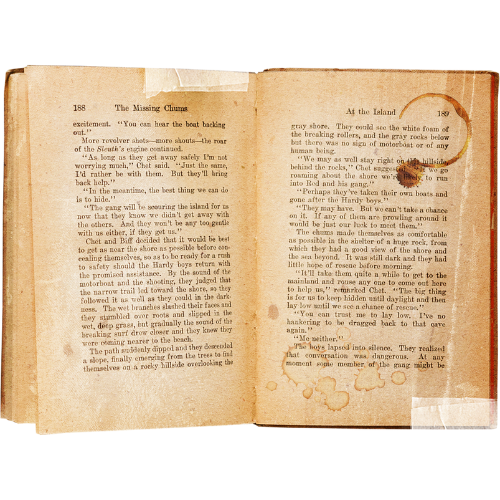 188 The Missing Chums
excitement. "You can hear the boat backing
out."
More revolver shots—more shouts—the roar
of the Sleuth's engine continued.
"As long as they get away safely I'm not
worrying much," Chet said. "Just the same,
I'd rather be with them. But they'll bring
back help."
"In the meantime, the best thing we can do
is to hide."
"The gang will be scouring the island for us
now that they know we didn't get away with
the others. And they won't be any too gentle
with us either, if they get us."
Chet and Biff decided that it would be best
to get as near the shore as possible before con-
cealing themselves, so as to be ready for a rush
to safety should the Hardy boys return with
the promised assistance. By the sound of the
motorboat and the shooting, they judged that
the narrow trail led toward the shore, so they
followed it as well as they could in the dark-
ness. The wet branches slashed their faces and
they stumbled over roots and slipped in the
wet, deep grass, but gradually the sound of the
breaking surf drew closer and they knew they
were coming nearer to the beach.
The path suddenly dipped and they descended
a slope, finally emerging from the trees to find
themselves on a rocky hillside overlooking the
At the Island 189
gray shore. They could see the white foam of
the breaking rollers, and the gray rocks below
but there was no sign of motorboat or of any
human being.
"We may as well stay right on the hillside
behind the rocks," Chet suggested. we go
roaming about the shore we're to run
into Red and his gang."
"Perhaps they've taken their own boats and
gone after the Hardy boys."
"They may have. But we can't take a chance
on it. If any of them are prowling around it
would be just our luck to meet them."
The chums made themselves as comfortable
as possible in the shelter of a huge rock, from
which they had a good view of the shore and
the sea beyond. It was still dark and they had
little hope of rescue before morning.
"It'll take them quite a while to get to the
mainland and rouse any one to come out here
to help us," remarked Chet. "The big thing
is for us to keep hidden until daylight and then
lay low until we see a chance of rescue."
"You can trust me to lay low. I've no
hankering to be dragged back to that cave
again."
"Me neither."
The boys lapsed into silence. They realized
that conversation was dangerous. At any
moment some member of the gang might be